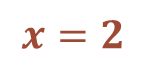 x = 2